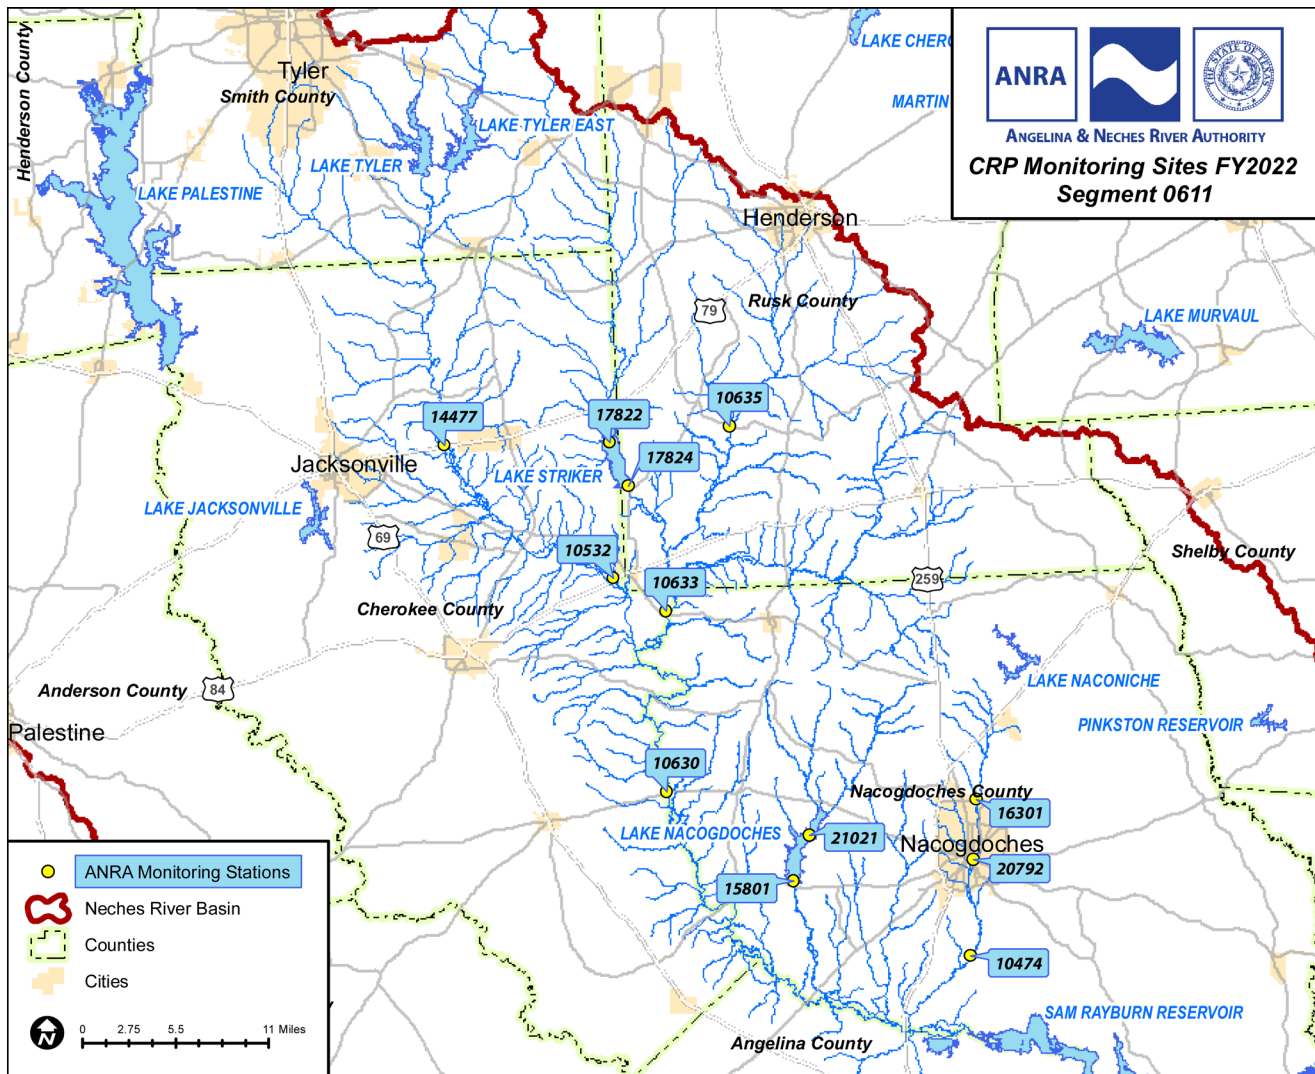 Henderson County
Tyler
Smith County
LAKE TYLER EAST
LAKE TYLER
LAKE PALESTINE
LAKE CHERO
MARTIN
ANRA
THE STATE OF TEXAS
ANGELINA & NECHES RIVER AUTHORITY
CRP Monitoring Sites FY2022
Segment 0611
Henderson
Rusk County
79
LAKE MURVAUL
14477
17822
10635
17824
Jacksonville
LAKE STRIKER
LAKE JACKSONVILLE
69
10532
10633
259
Shelby County
Cherokee County
Anderson County
84
Palestine
LAKE NACONICHE
PINKSTON RESERVOIR
10630
Nacogdoches County
16301
LAKE NACOGDOCHES
21021
Nacogdoches
20792
15801
10474
SAM RAYBURN RESERVOIR
Angelina County
ANRA Monitoring Stations
Neches River Basin
Counties
Cities
N
0 2.75 5.5 11 Miles